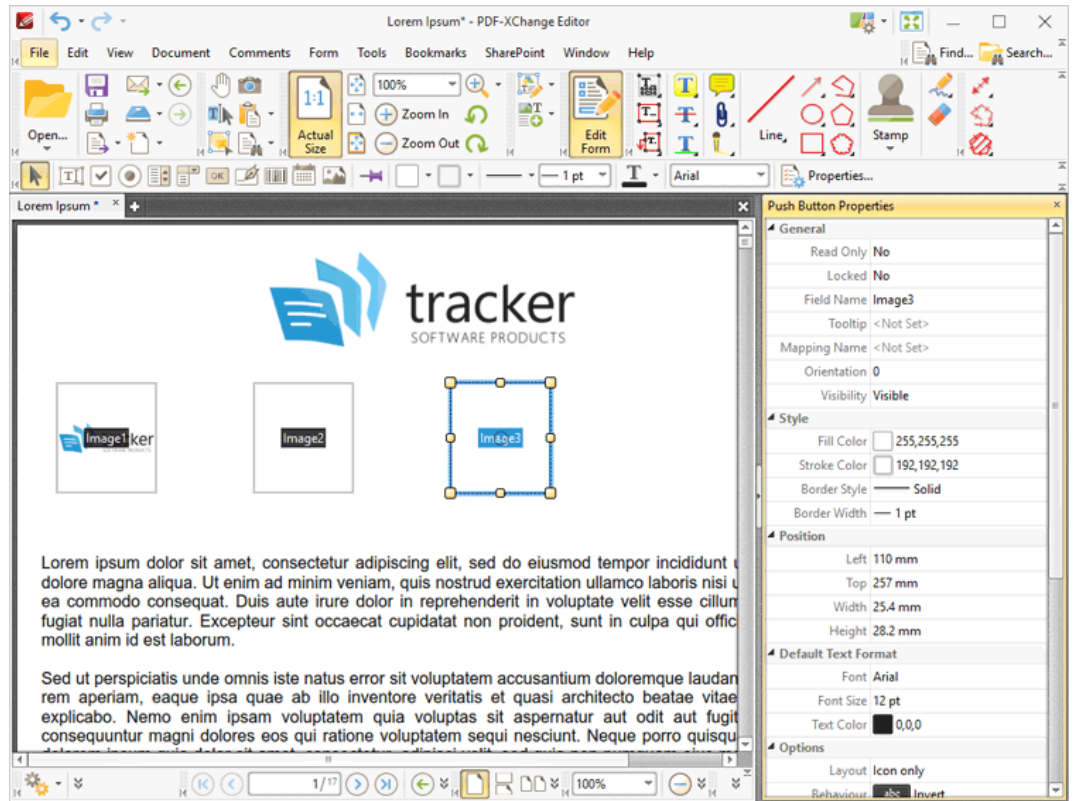 Lorem Ipsum* - PDF-XChange Editor
File Edit View Document Comments Form Tools Bookmarks SharePoint Window Help Find... Search...
Open...
1:1
Actual Size
100%
Zoom In
Zoom Out
Edit Form
Line
Stamp
OK
1 pt
Arial
Properties...
Lorem Ipsum *
tracker
SOFTWARE PRODUCTS
Image1 ker
Image2
Image3
Lorem ipsum dolor sit amet, consectetur adipiscing elit, sed do eiusmod tempor incididunt
dolore magna aliqua. Ut enim ad minim veniam, quis nostrud exercitation ullamco laboris nisi
ea commodo consequat. Duis aute irure dolor in reprehenderit in voluptate velit esse cillum
fugiat nulla pariatur. Excepteur sint occaecat cupidatat non proident, sunt in culpa qui offic
mollit anim id est laborum.
Sed ut perspiciatis unde omnis iste natus error sit voluptatem accusantium doloremque laudan
rem aperiam, eaque ipsa quae ab illo inventore veritatis et quasi architecto beatae vitae
explicabo. Nemo enim ipsam voluptatem quia voluptas sit aspernatur aut odit aut fugit
consequuntur magni dolores eos qui ratione voluptatem sequi nesciunt. Neque porro quisqu
Push Button Properties
General
Read Only No
Locked No
Field Name Image3
Tooltip <Not Set>
Mapping Name <Not Set>
Orientation 0
Visibility Visible
Style
Fill Color 255,255,255
Stroke Color 192,192,192
Border Style Solid
Border Width 1 pt
Position
Left 110 mm
Top 257 mm
Width 25.4 mm
Height 28.2 mm
Default Text Format
Font Arial
Font Size 12 pt
Text Color 0,0,0
Options
Layout Icon only
Behaviour abc Invert
1/17
100%